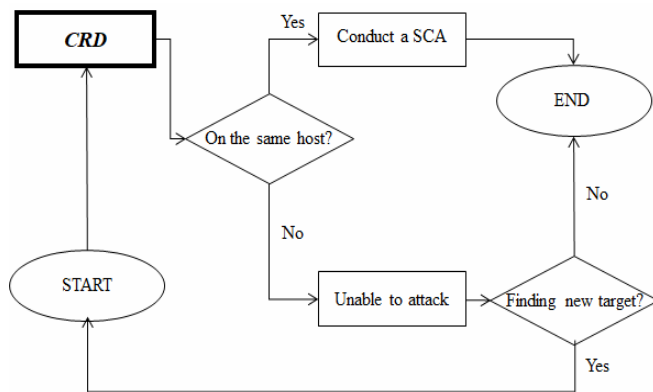 CRD
Yes
Conduct a SCA
END
On the same host?
No
No
START
Unable to attack
Finding new target?
Yes